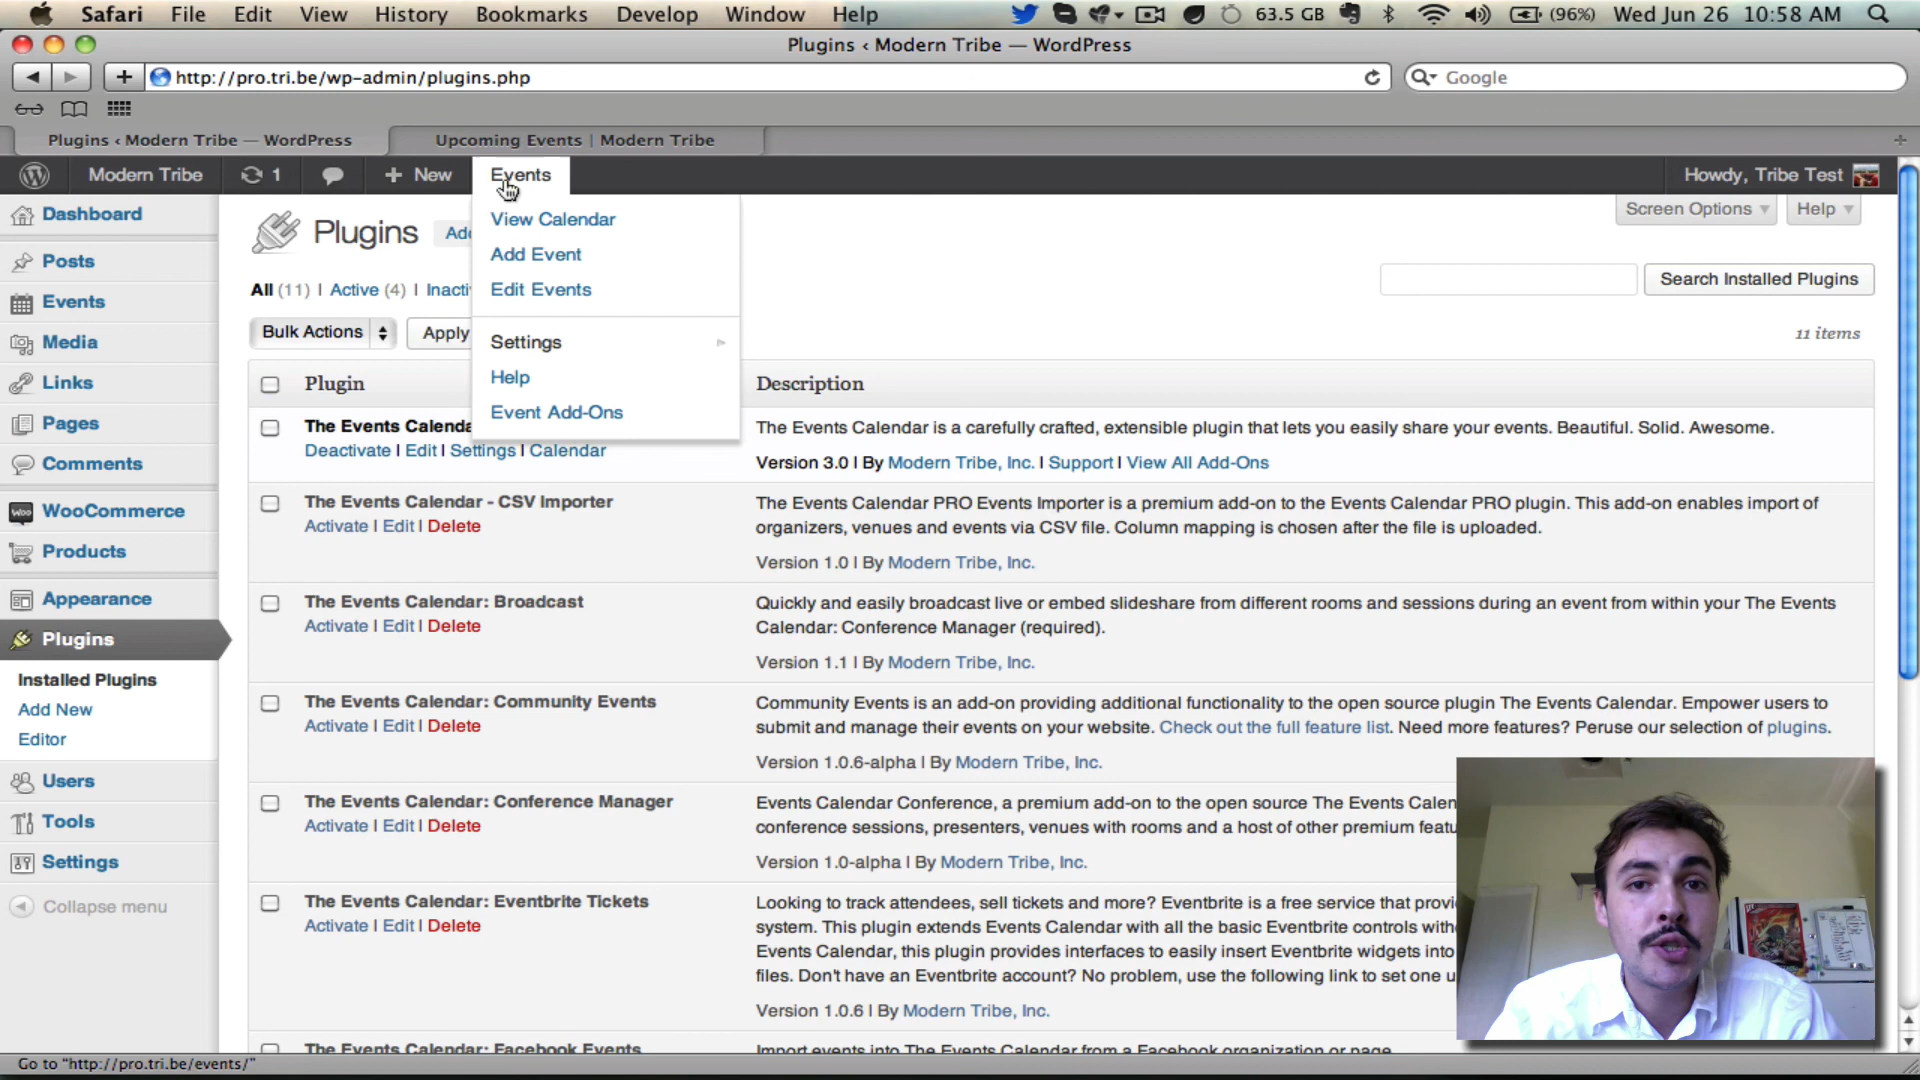 Safari File Edit View History Bookmarks Develop Window Help 63.5 GB (96%) Wed Jun 26 10:58 AM
Plugins ‹ Modern Tribe — WordPress
http://pro.tri.be/wp-admin/plugins.php
Google
Plugins ‹ Modern Tribe — WordPress
Upcoming Events | Modern Tribe
Modern Tribe 1 + New Events Howdy, Tribe Test
View Calendar
Add Event
Edit Events
Settings
Help
Event Add-Ons
Dashboard
Posts
Events
Media
Links
Pages
Comments
WooCommerce
Products
Appearance
Plugins
Installed Plugins
Add New
Editor
Users
Tools
Settings
Collapse menu
Screen Options Help
Plugins
All (11) | Active (4) |
Search Installed Plugins
Bulk Actions Apply
11 items
Plugin Description
The Events
Deactivate | Edit | Settings | Calendar
The Events Calendar is a carefully crafted, extensible plugin that lets you easily share your events. Beautiful. Solid. Awesome.
Version 3.0 | By Modern Tribe, Inc. | Support | View All Add-Ons
The Events Calendar - CSV Importer
Activate | Edit | Delete
The Events Calendar PRO Events Importer is a premium add-on to the Events Calendar PRO plugin. This add-on enables import of
organizers, venues and events via CSV file. Column mapping is chosen after the file is uploaded.
Version 1.0 | By Modern Tribe, Inc.
The Events Calendar: Broadcast
Activate | Edit | Delete
Quickly and easily broadcast live or embed slideshare from different rooms and sessions during an event from within your The Events
Calendar: Conference Manager (required).
Version 1.1 | By Modern Tribe, Inc.
The Events Calendar: Community Events
Activate | Edit | Delete
Community Events is an add-on providing additional functionality to the open source plugin The Events Calendar. Empower users to
submit and manage their events on your website. Check out the full feature list. Need more features? Peruse our selection of plugins.
Version 1.0.6-alpha | By Modern Tribe, Inc.
The Events Calendar: Conference Manager
Activate | Edit | Delete
Events Calendar Conference, a premium add-on to the open source The Events
conference sessions, presenters, venues with rooms and a host of other premium
Version 1.0-alpha | By Modern Tribe, Inc.
The Events Calendar: Eventbrite Tickets
Activate | Edit | Delete
Looking to track attendees, sell tickets and more? Eventbrite is a free service that
system. This plugin extends Events Calendar with all the basic Eventbrite controls
Events Calendar, this plugin provides interfaces to easily insert Eventbrite widgets into
files. Don't have an Eventbrite account? No problem, use the following link to set one
Version 1.0.6 | By Modern Tribe, Inc.
The Events Calendar: Facebook Events
Import events into The Events Calendar from a Facebook organization or page
Go to "http://pro.tri.be/events/"